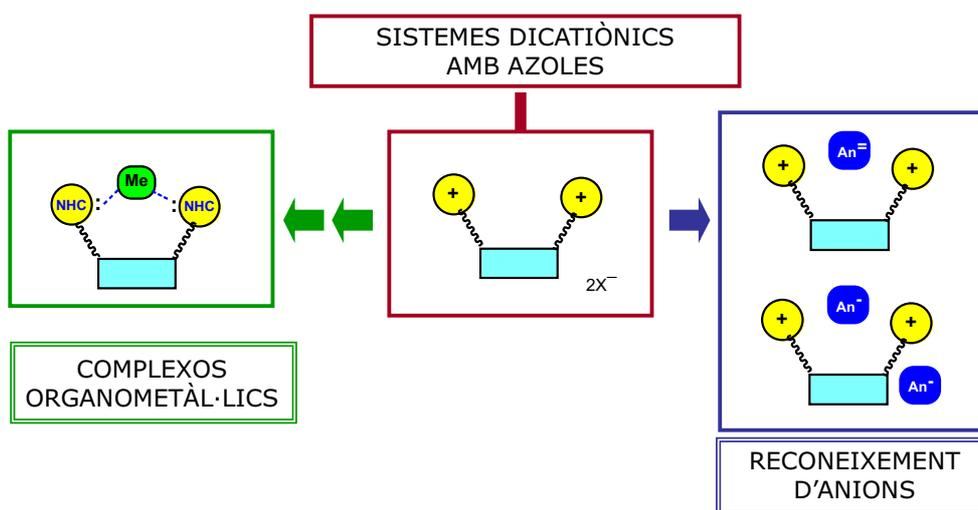 SISTEMES DICATIÒNICS
AMB AZOLES
NHC : Me : NHC
+ +
2X¯
An= + +
An- + +
An-
COMPLEXOS
ORGANOMETÀL·LICS
RECONEIXEMENT
D’ANIONS